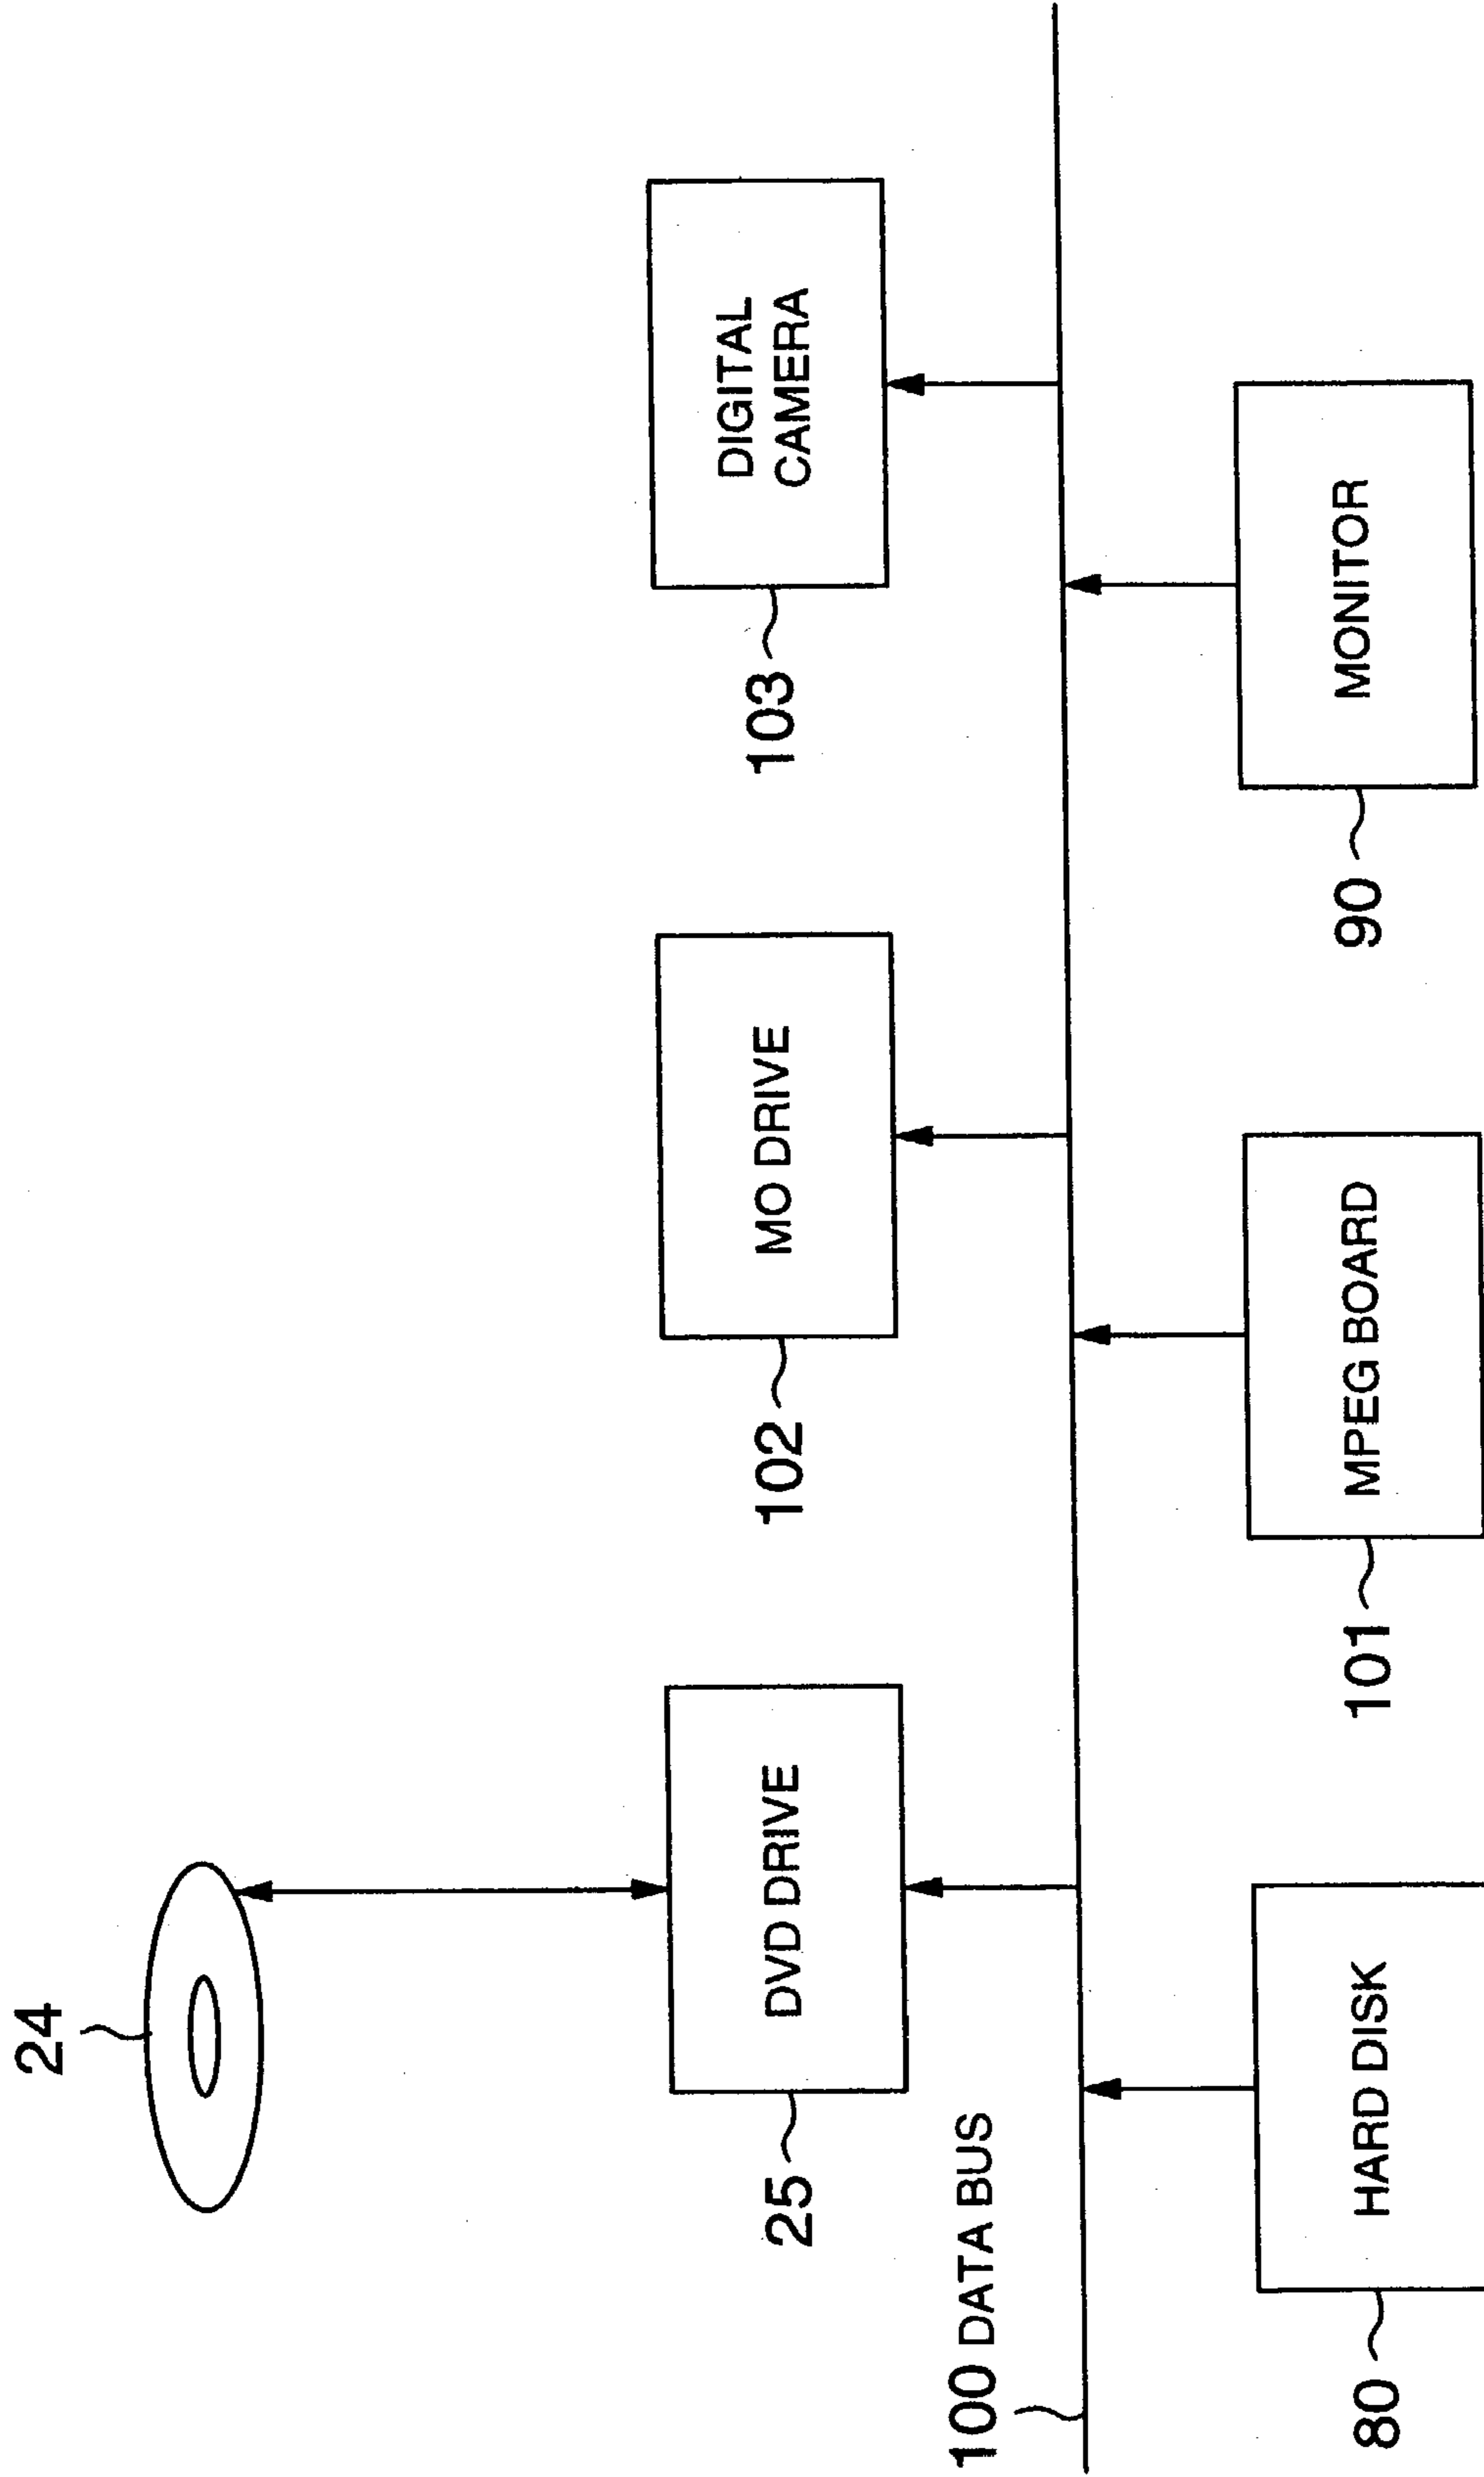 24
25
DVD DRIVE
102
MO DRIVE
103
DIGITAL
CAMERA
100 DATA BUS
80
HARD DISK
101
MPEG BOARD
90
MONITOR